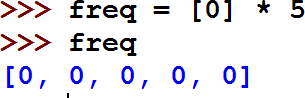 >>> freq = [0] * 5
>>> freq
[0, 0, 0, 0, 0]